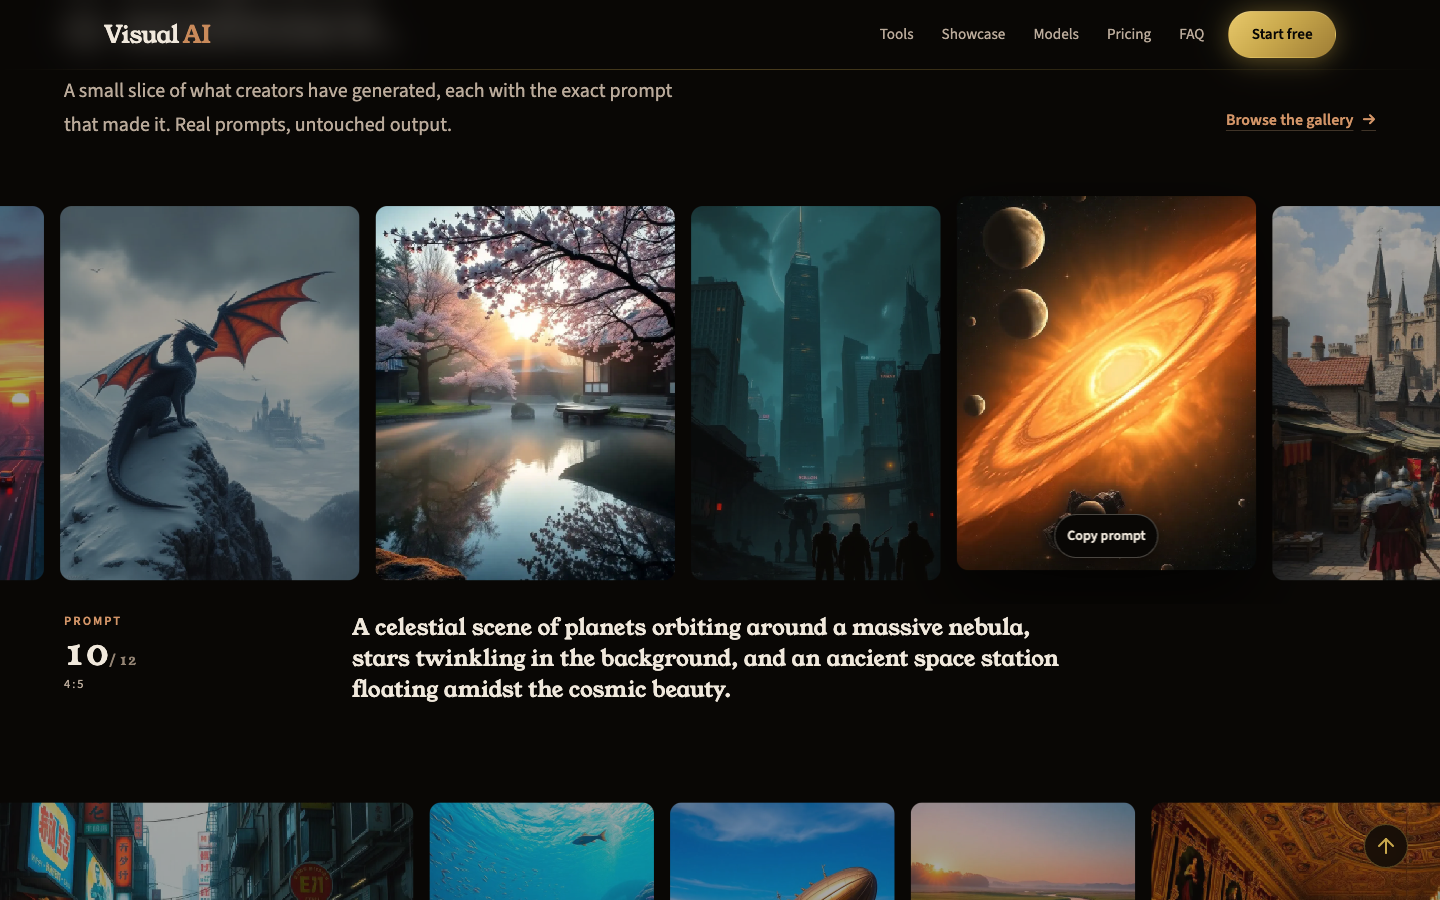 Visual AI
Tools
Showcase
Models
Pricing
FAQ
Start free
A small slice of what creators have generated, each with the exact prompt
that made it. Real prompts, untouched output.
Browse the gallery →
Copy prompt
PROMPT
10/ 12
4:5
A celestial scene of planets orbiting around a massive nebula,
stars twinkling in the background, and an ancient space station
floating amidst the cosmic beauty.